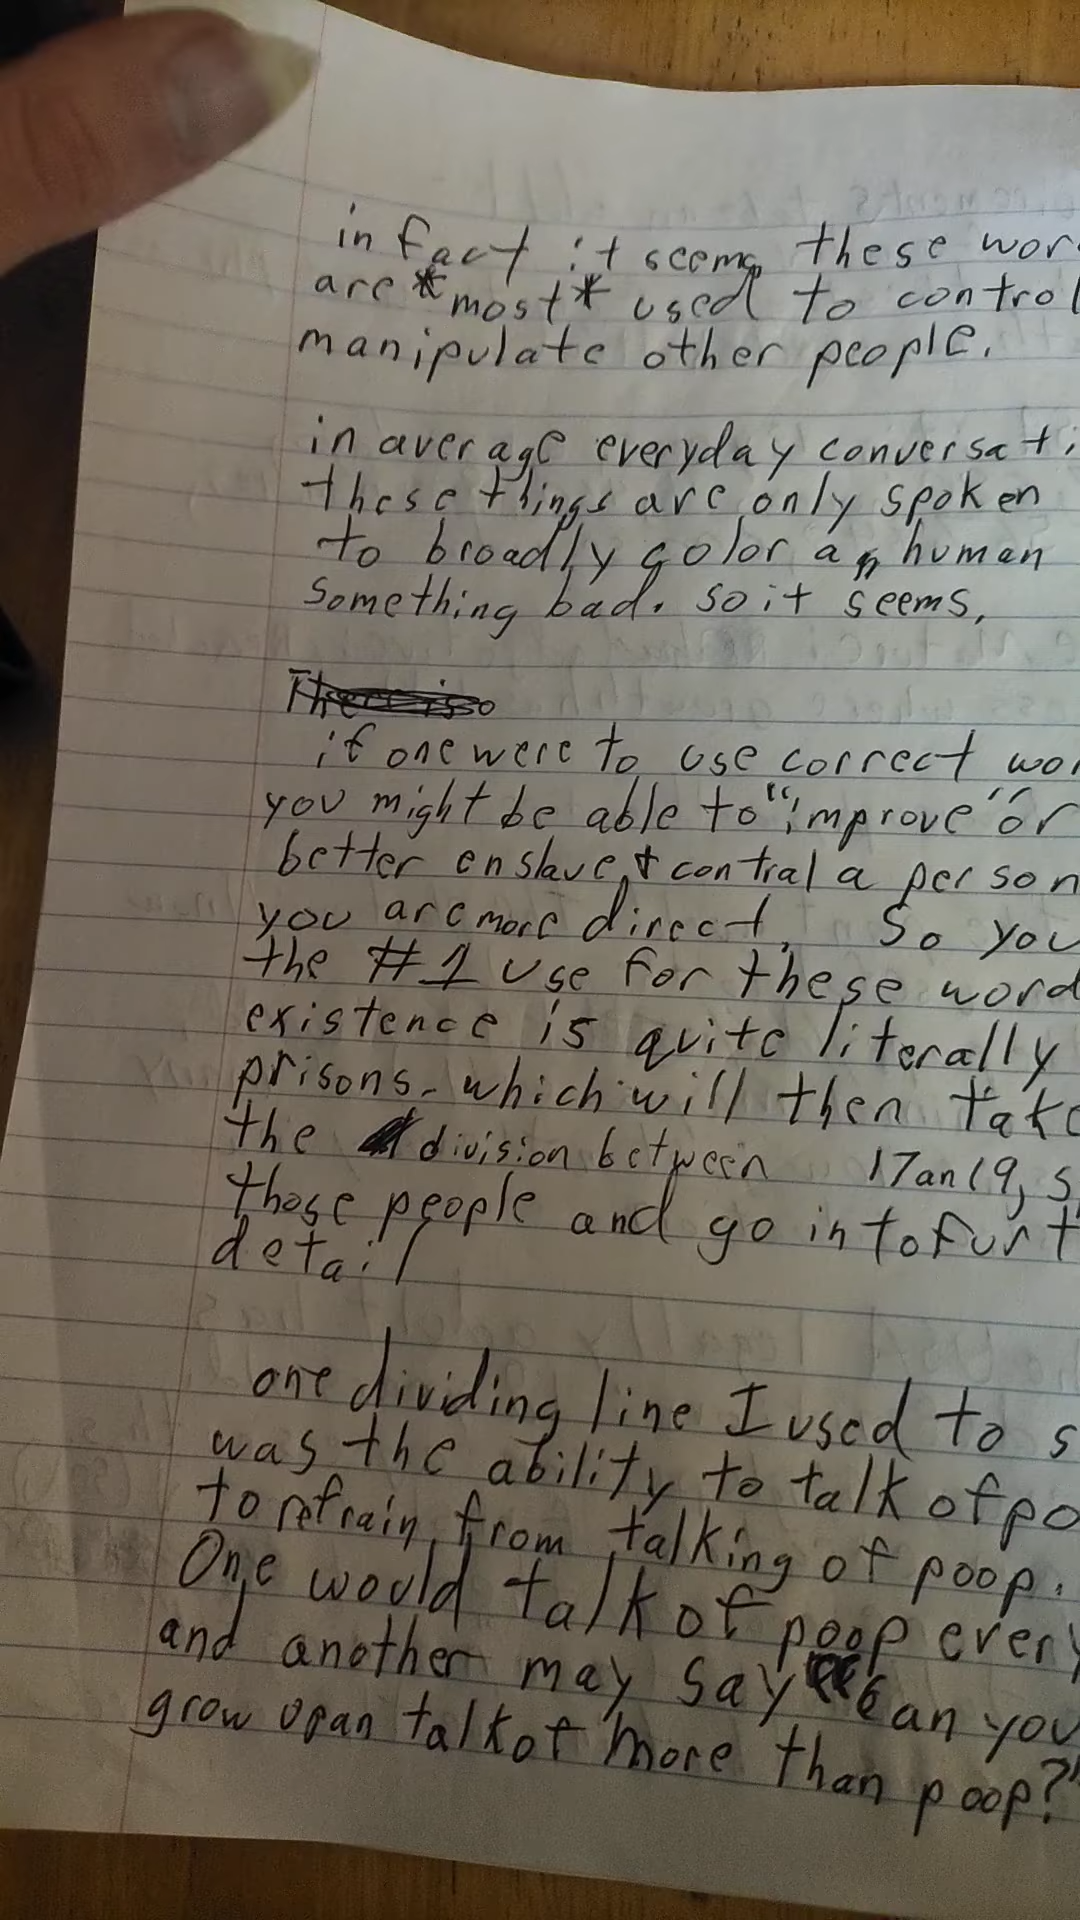 in fact it seems these wor
are *most* used to control
manipulate other people.
in average everyday conversati
these things are only spoken
to broadly color a human
something bad. so it seems.
if one were to use correct wor
you might be able to "improve" or
better enslave & control a person
you are more direct. So you
the #1 use for these word
existence is quite literally
prisons. which will then take
the division between 17an19, s
those people and go into furt
detail
one dividing line I used to s
was the ability to talk of po
to refrain from talking of poop.
One would talk of poop every
and another may say "can you
grow up an talk of more than poop?"